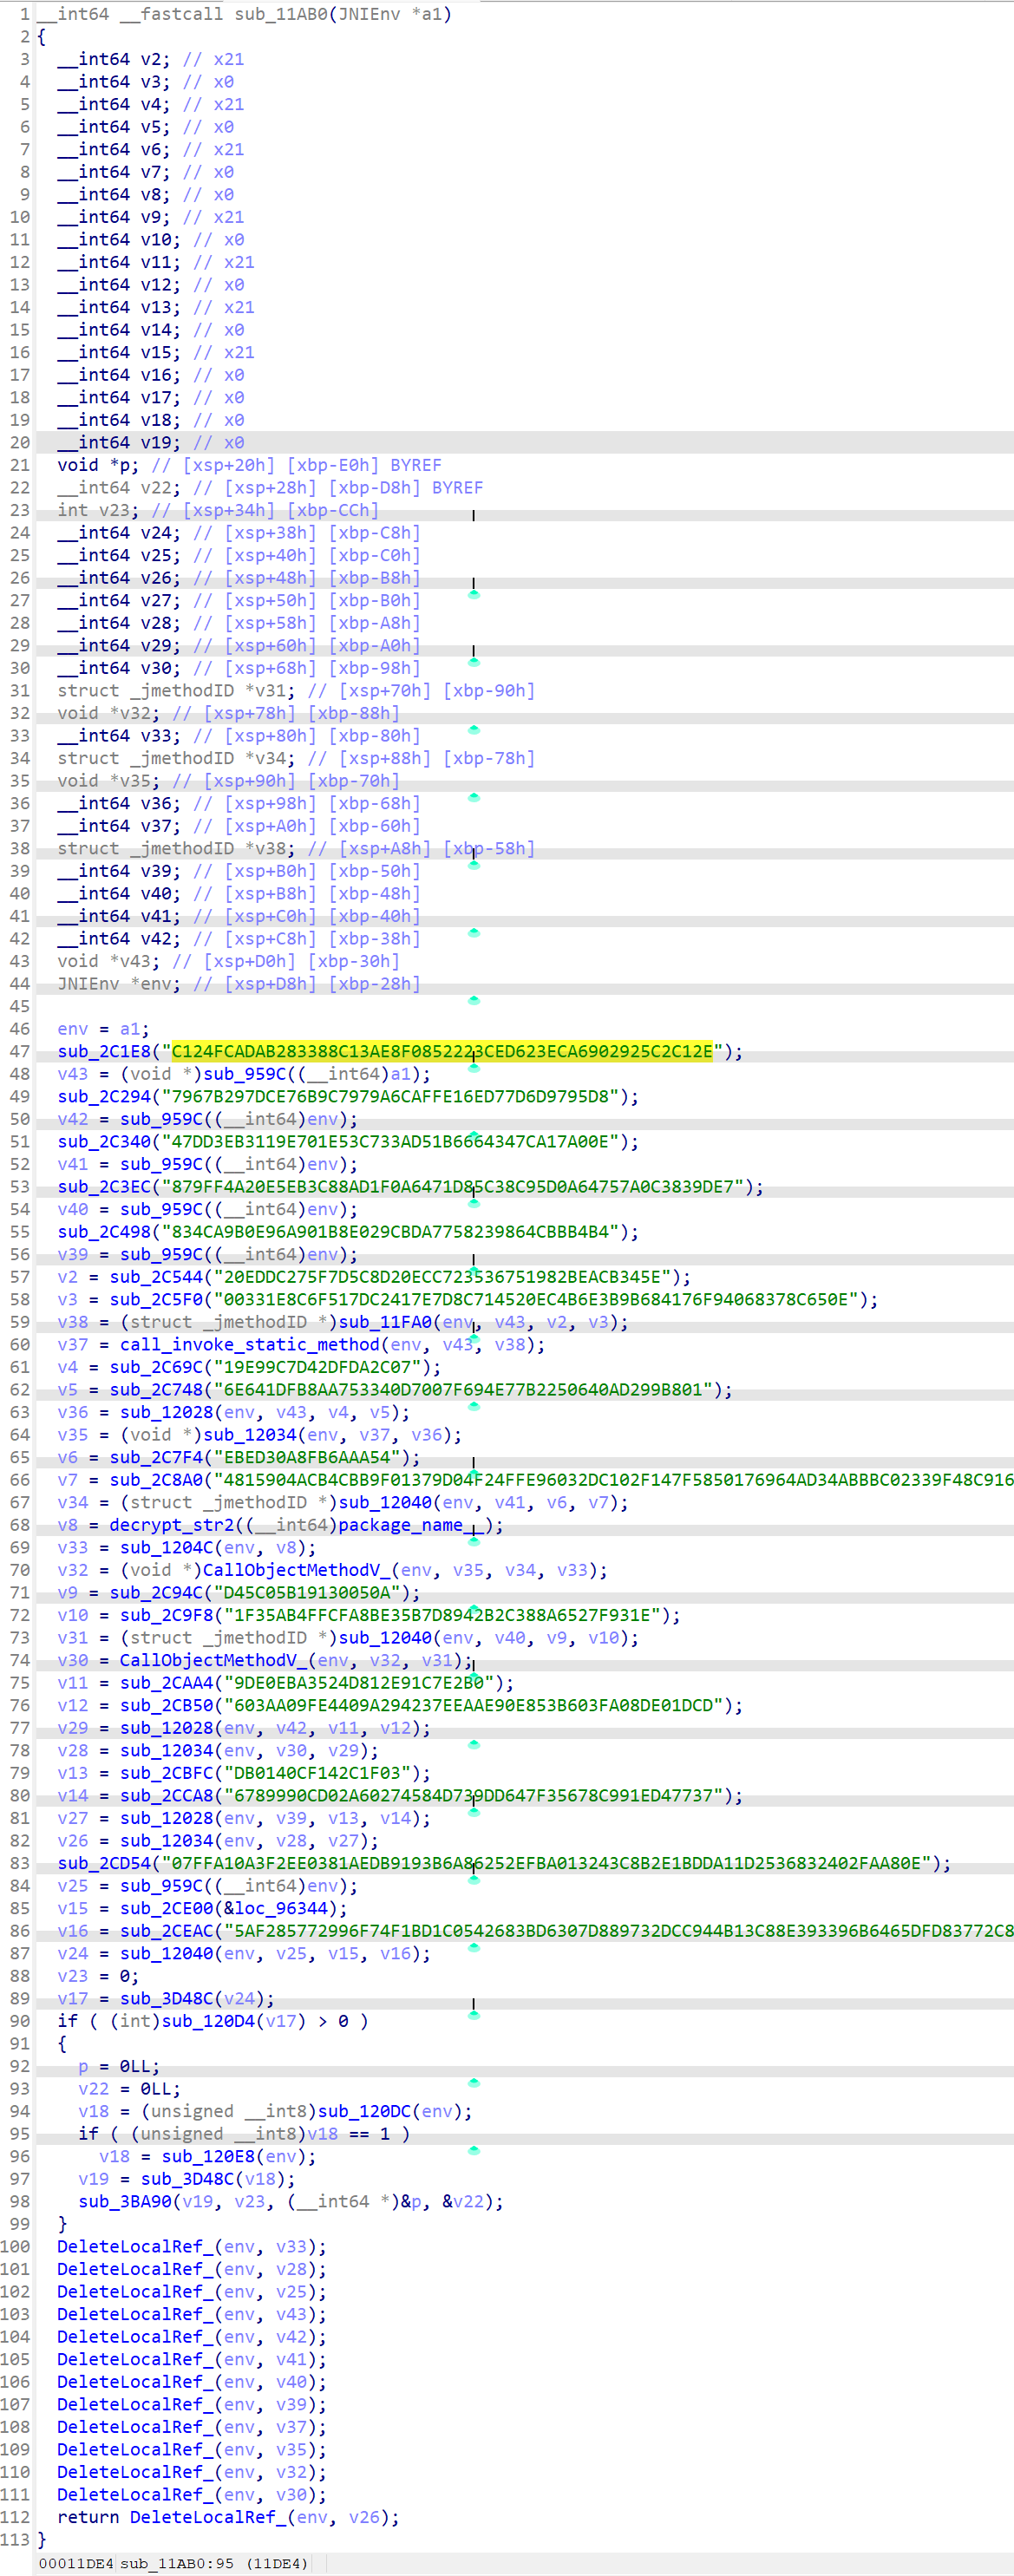 1 __int64 __fastcall sub_11AB0(JNIEnv *a1)
2 {
3 __int64 v2; // x21
4 __int64 v3; // x0
5 __int64 v4; // x21
6 __int64 v5; // x0
7 __int64 v6; // x21
8 __int64 v7; // x0
9 __int64 v8; // x0
10 __int64 v9; // x21
11 __int64 v10; // x0
12 __int64 v11; // x21
13 __int64 v12; // x0
14 __int64 v13; // x21
15 __int64 v14; // x0
16 __int64 v15; // x21
17 __int64 v16; // x0
18 __int64 v17; // x0
19 __int64 v18; // x0
20 __int64 v19; // x0
21 void *p; // [xsp+20h] [xbp-E0h] BYREF
22 __int64 v22; // [xsp+28h] [xbp-D8h] BYREF
23 int v23; // [xsp+34h] [xbp-CCh]
24 __int64 v24; // [xsp+38h] [xbp-C8h]
25 __int64 v25; // [xsp+40h] [xbp-C0h]
26 __int64 v26; // [xsp+48h] [xbp-B8h]
27 __int64 v27; // [xsp+50h] [xbp-B0h]
28 __int64 v28; // [xsp+58h] [xbp-A8h]
29 __int64 v29; // [xsp+60h] [xbp-A0h]
30 __int64 v30; // [xsp+68h] [xbp-98h]
31 struct _jmethodID *v31; // [xsp+70h] [xbp-90h]
32 void *v32; // [xsp+78h] [xbp-88h]
33 __int64 v33; // [xsp+80h] [xbp-80h]
34 struct _jmethodID *v34; // [xsp+88h] [xbp-78h]
35 void *v35; // [xsp+90h] [xbp-70h]
36 __int64 v36; // [xsp+98h] [xbp-68h]
37 __int64 v37; // [xsp+A0h] [xbp-60h]
38 struct _jmethodID *v38; // [xsp+A8h] [xbp-58h]
39 __int64 v39; // [xsp+B0h] [xbp-50h]
40 __int64 v40; // [xsp+B8h] [xbp-48h]
41 __int64 v41; // [xsp+C0h] [xbp-40h]
42 __int64 v42; // [xsp+C8h] [xbp-38h]
43 void *v43; // [xsp+D0h] [xbp-30h]
44 JNIEnv *env; // [xsp+D8h] [xbp-28h]
45
46 env = a1;
47 sub_2C1E8("C124FCADAB283388C13AE8F0852223CED623ECA6902925C2C12E");
48 v43 = (void *)sub_959C((__int64)a1);
49 sub_2C294("7967B297DCE76B9C7979A6CAFFE16ED77D6D9795D8");
50 v42 = sub_959C((__int64)env);
51 sub_2C340("47DD3EB3119E701E53C733AD51B6664347CA17A00E");
52 v41 = sub_959C((__int64)env);
53 sub_2C3EC("879FF4A20E5EB3C88AD1F0A6471D85C38C95D0A64757A0C3839DE7");
54 v40 = sub_959C((__int64)env);
55 sub_2C498("834CA9B0E96A901B8E029CBDA7758239864CBBB4B4");
56 v39 = sub_959C((__int64)env);
57 v2 = sub_2C544("20EDDC275F7D5C8D20ECC723536751982BEACB345E");
58 v3 = sub_2C5F0("00331E8C6F517DC2417E7D8C714520EC4B6E3B9B684176F94068378C650E");
59 v38 = (struct _jmethodID *)sub_11FA0(env, v43, v2, v3);
60 v37 = call_invoke_static_method(env, v43, v38);
61 v4 = sub_2C69C("19E99C7D42DFDA2C07");
62 v5 = sub_2C748("6E641DFB8AA753340D7007F694E77B2250640AD299B801");
63 v36 = sub_12028(env, v43, v4, v5);
64 v35 = (void *)sub_12034(env, v37, v36);
65 v6 = sub_2C7F4("EBED30A8FB6AAA54");
66 v7 = sub_2C8A0("4815904ACB4CBB9F01379D04F24FFE96032DC102F147F5850176964AD34ABBBC02339F48C916
67 v34 = (struct _jmethodID *)sub_12040(env, v41, v6, v7);
68 v8 = decrypt_str2((__int64)package_name__);
69 v33 = sub_1204C(env, v8);
70 v32 = (void *)CallObjectMethodV_(env, v35, v34, v33);
71 v9 = sub_2C94C("D45C05B19130050A");
72 v10 = sub_2C9F8("1F35AB4FFCFA8BE35B7D8942B2C388A6527F931E");
73 v31 = (struct _jmethodID *)sub_12040(env, v40, v9, v10);
74 v30 = CallObjectMethodV_(env, v32, v31);
75 v11 = sub_2CAA4("9DE0EBA3524D812E91C7E2B0");
76 v12 = sub_2CB50("603AA09FE4409A294237EEAAE90E853B603FA08DE01DCD");
77 v29 = sub_12028(env, v42, v11, v12);
78 v28 = sub_12034(env, v30, v29);
79 v13 = sub_2CBFC("DB0140CF142C1F03");
80 v14 = sub_2CCA8("6789990CD02A60274584D739DD647F35678C991ED47737");
81 v27 = sub_12028(env, v39, v13, v14);
82 v26 = sub_12034(env, v28, v27);
83 sub_2CD54("07FFA10A3F2EE0381AEDB9193B6A86252EFBA013243C8B2E1BDDA11D2536832402FAA80E");
84 v25 = sub_959C((__int64)env);
85 v15 = sub_2CE00(&loc_96344);
86 v16 = sub_2CEAC("5AF285772996F74F1BD1C0542683BD6307D889732DCC944B13C88E393396B6465DFD83772C8
87 v24 = sub_12040(env, v25, v15, v16);
88 v23 = 0;
89 v17 = sub_3D48C(v24);
90 if ( (int)sub_120D4(v17) > 0 )
91 {
92 p = 0LL;
93 v22 = 0LL;
94 v18 = (unsigned __int8)sub_120DC(env);
95 if ( (unsigned __int8)v18 == 1 )
96 v18 = sub_120E8(env);
97 v19 = sub_3D48C(v18);
98 sub_3BA90(v19, v23, (__int64 *)&p, &v22);
99 }
100 DeleteLocalRef_(env, v33);
101 DeleteLocalRef_(env, v28);
102 DeleteLocalRef_(env, v25);
103 DeleteLocalRef_(env, v43);
104 DeleteLocalRef_(env, v42);
105 DeleteLocalRef_(env, v41);
106 DeleteLocalRef_(env, v40);
107 DeleteLocalRef_(env, v39);
108 DeleteLocalRef_(env, v37);
109 DeleteLocalRef_(env, v35);
110 DeleteLocalRef_(env, v32);
111 DeleteLocalRef_(env, v30);
112 return DeleteLocalRef_(env, v26);
113 }
00011DE4 sub_11AB0:95 (11DE4)